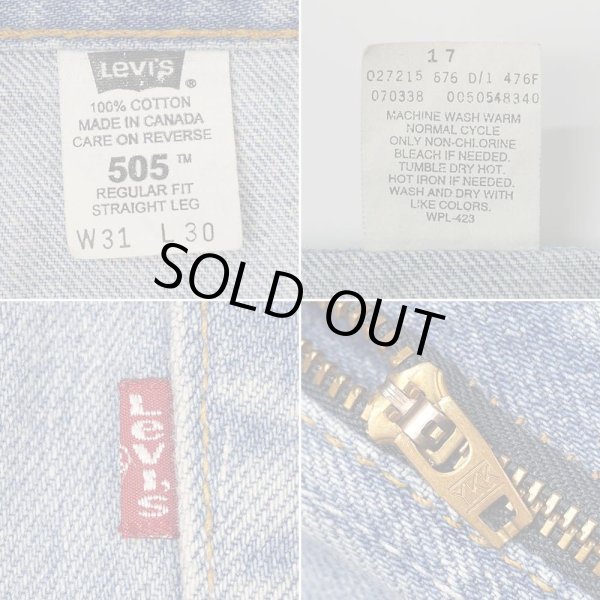 LEVI'S ®
100% COTTON
MADE IN CANADA
CARE ON REVERSE
505 ™
REGULAR FIT
STRAIGHT LEG
W31 L30
17
027215 576 D/1 476F
070338 0050548340
MACHINE WASH WARM
NORMAL CYCLE
ONLY NON-CHLORINE
BLEACH IF NEEDED.
TUMBLE DRY HOT.
HOT IRON IF NEEDED.
WASH AND DRY WITH
LIKE COLORS.
WPL-423
SOLD OUT
LeVI'S ®
YKK